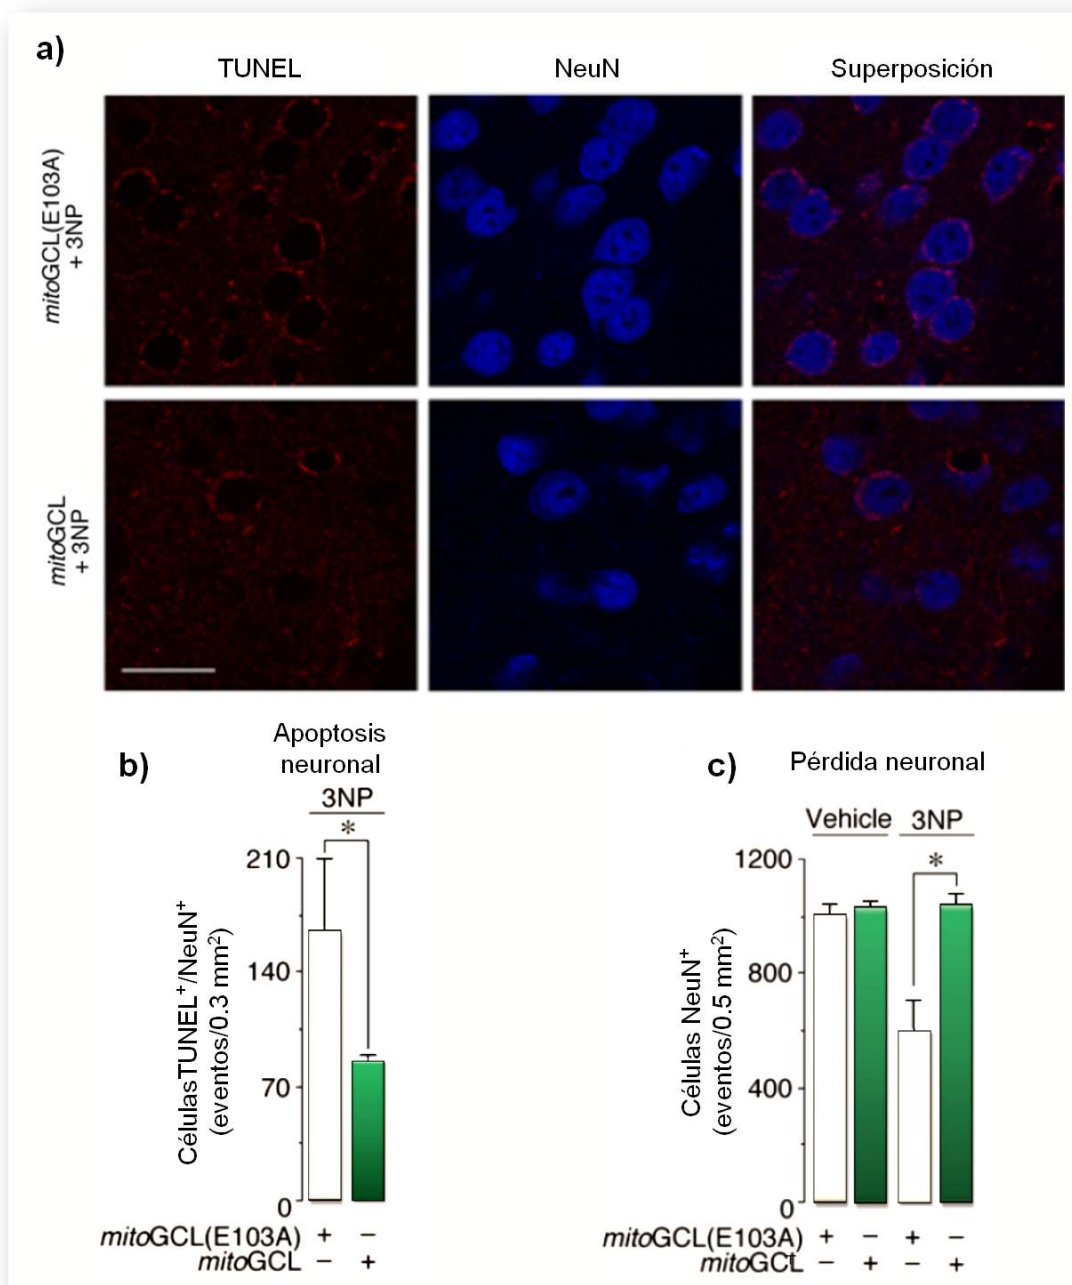 a)
TUNEL NeuN Superposición
mitoGCL(E103A)
+ 3NP
mitoGCL
+ 3NP
b)
Apoptosis
neuronal
3NP
*
210
140
70
0
CélulasTUNEL⁺/NeuN⁺
(eventos/0.3 mm²)
mitoGCL(E103A) + −
mitoGCL − +
c)
Pérdida neuronal
Vehicle 3NP
*
1200
800
400
0
Células NeuN⁺
(eventos/0.5 mm²)
mitoGCL(E103A) + − + −
mitoGCL − + − +